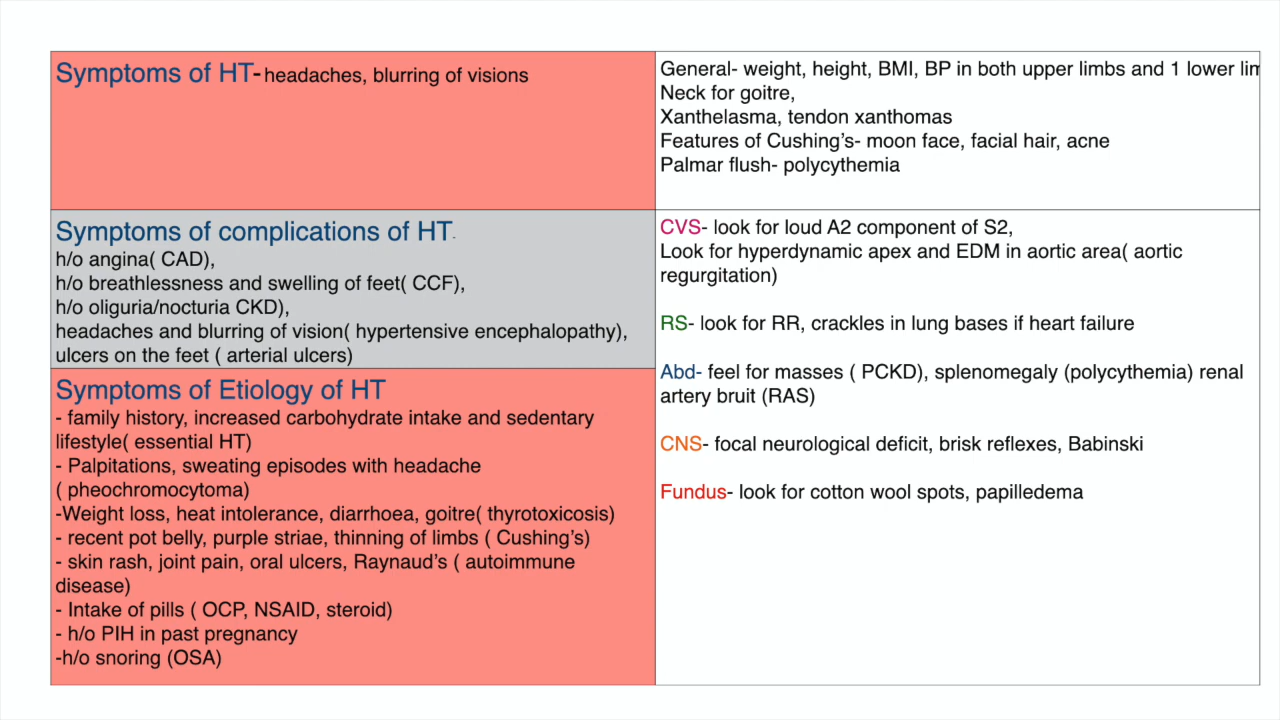 Symptoms of HT- headaches, blurring of visions
Symptoms of complications of HT
h/o angina( CAD),
h/o breathlessness and swelling of feet( CCF),
h/o oliguria/nocturia CKD),
headaches and blurring of vision( hypertensive encephalopathy),
ulcers on the feet ( arterial ulcers)
Symptoms of Etiology of HT
- family history, increased carbohydrate intake and sedentary
lifestyle( essential HT)
- Palpitations, sweating episodes with headache
( pheochromocytoma)
-Weight loss, heat intolerance, diarrhoea, goitre( thyrotoxicosis)
- recent pot belly, purple striae, thinning of limbs ( Cushing's)
- skin rash, joint pain, oral ulcers, Raynaud's ( autoimmune
disease)
- Intake of pills ( OCP, NSAID, steroid)
- h/o PIH in past pregnancy
-h/o snoring (OSA)
General- weight, height, BMI, BP in both upper limbs and 1 lower
Neck for goitre,
Xanthelasma, tendon xanthomas
Features of Cushing's- moon face, facial hair, acne
Palmar flush- polycythemia
CVS- look for loud A2 component of S2,
Look for hyperdynamic apex and EDM in aortic area( aortic
regurgitation)
RS- look for RR, crackles in lung bases if heart failure
Abd- feel for masses ( PCKD), splenomegaly (polycythemia) renal
artery bruit (RAS)
CNS- focal neurological deficit, brisk reflexes, Babinski
Fundus- look for cotton wool spots, papilledema